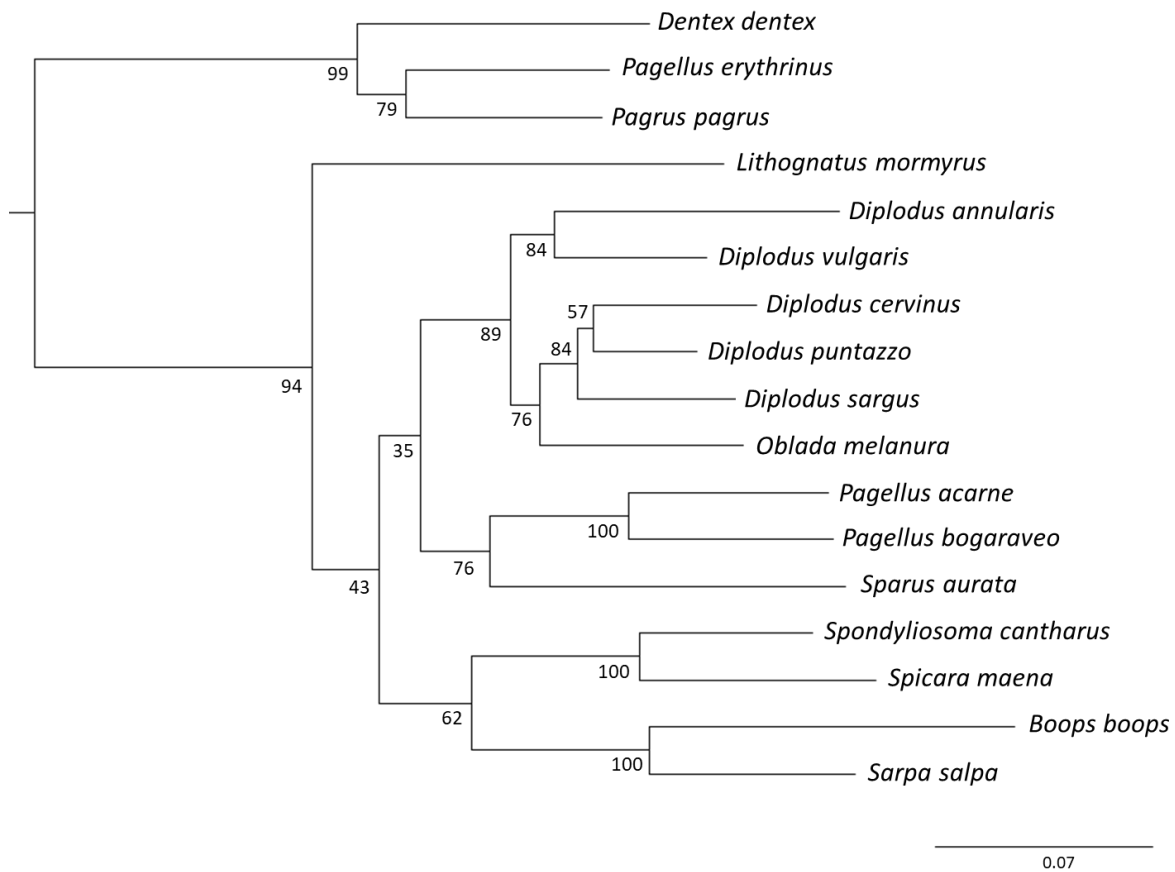 Dentex dentex
Pagellus erythrinus
99
79
Pagrus pagrus
Lithognatus mormyrus
Diplodus annularis
84
Diplodus vulgaris
Diplodus cervinus
57
89
84
Diplodus puntazzo
94
Diplodus sargus
76
Oblada melanura
35
Pagellus acarne
100
Pagellus bogaraveo
76
43
Sparus aurata
Spondyliosoma cantharus
100
Spicara maena
62
Boops boops
100
Sarpa salpa
0.07